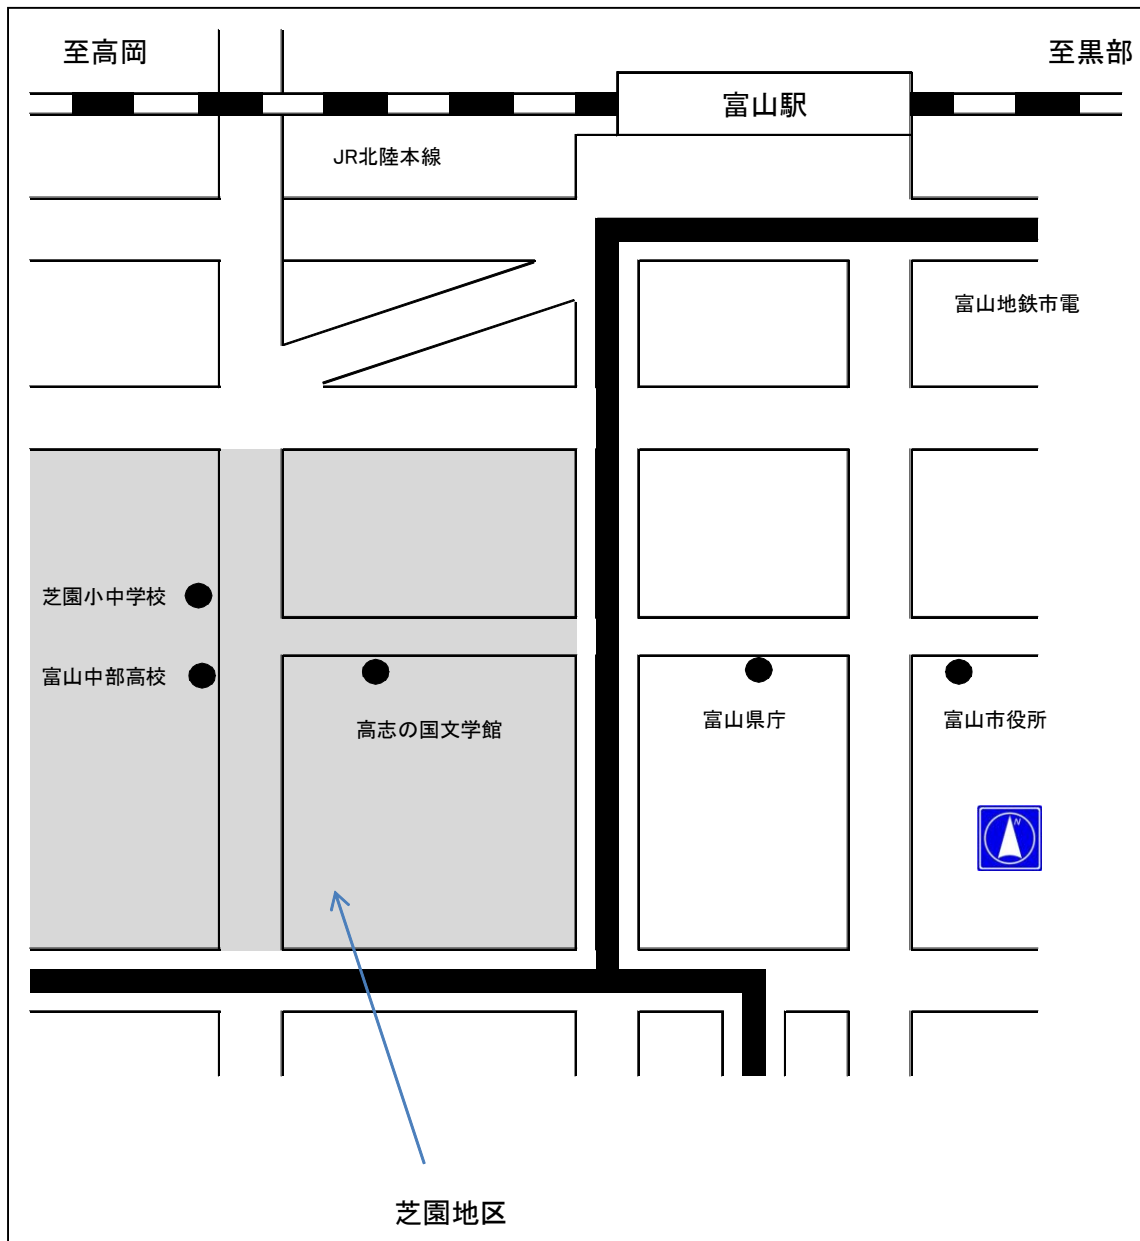 至高岡
至黒部
富山駅
JR北陸本線
富山地鉄市電
芝園小中学校
富山中部高校
高志の国文学館
富山県庁
富山市役所
N
芝園地区